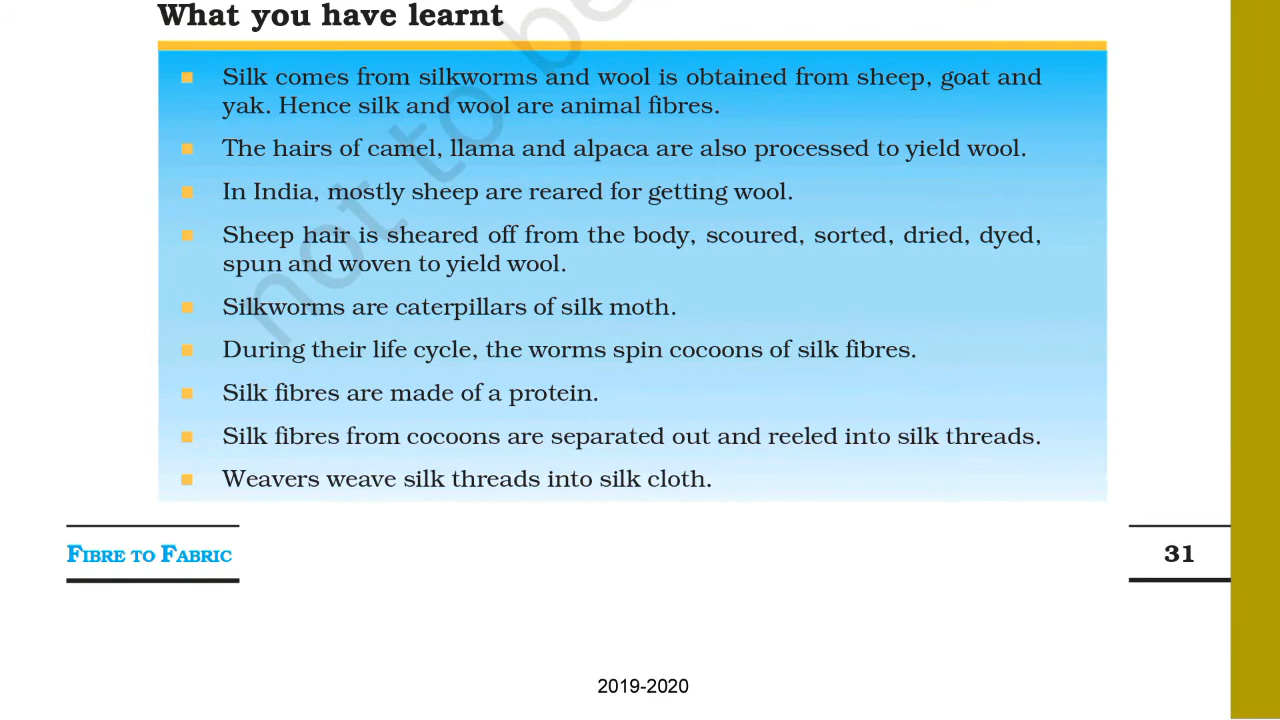 What you have learnt
Silk comes from silkworms and wool is obtained from sheep, goat and
yak. Hence silk and wool are animal fibres.
The hairs of camel, llama and alpaca are also processed to yield wool.
In India, mostly sheep are reared for getting wool.
Sheep hair is sheared off from the body, scoured, sorted, dried, dyed,
spun and woven to yield wool.
Silkworms are caterpillars of silk moth.
During their life cycle, the worms spin cocoons of silk fibres.
Silk fibres are made of a protein.
Silk fibres from cocoons are separated out and reeled into silk threads.
Weavers weave silk threads into silk cloth.
FIBRE TO FABRIC
31
2019-2020
not to be